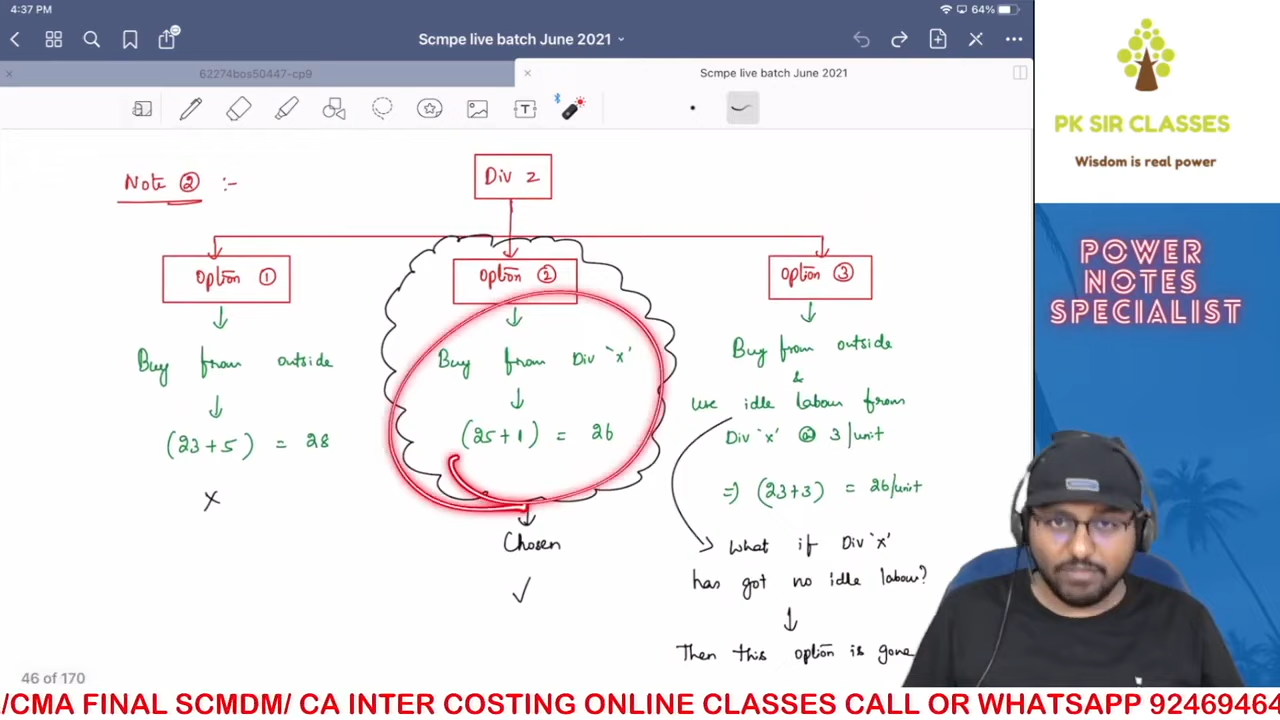 4:37 PM
64%
Scmpe live batch June 2021
62274bos50447-cp9
Scmpe live batch June 2021
T
PK SIR CLASSES
Wisdom is real power
POWER
NOTES
SPECIALIST
Note ② :-
Div Z
Option ①
Option ②
Option ③
Buy from outside
(23+5) = 28
X
Buy from Div 'x'
(25+1) = 26
Chosen
✓
Buy from outside
&
use idle labour from
Div 'x' @ 3/unit
=> (23+3) = 26/unit
What if Div 'x'
has got no idle labour?
Then this option is gone
46 of 170
/CMA FINAL SCMDM/ CA INTER COSTING ONLINE CLASSES CALL OR WHATSAPP 92469464